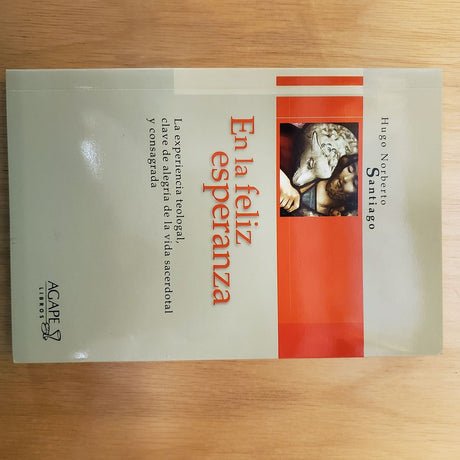 Hugo Norberto
Santiago
En la feliz
esperanza
La experiencia teologal,
clave de alegría de la vida sacerdotal
y consagrada
AGAPE
LIBROS